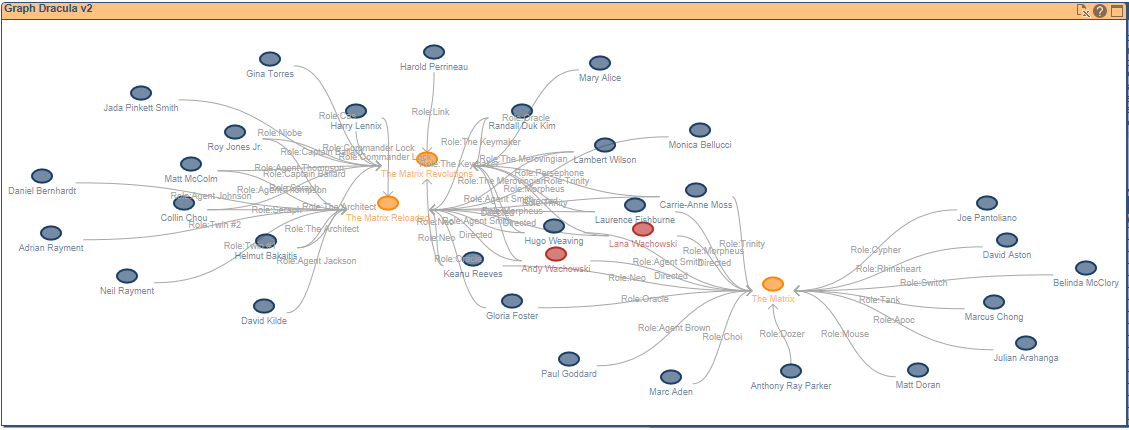 Graph Dracula v2
Harold Perrineau
Gina Torres
Mary Alice
Jada Pinkett Smith
Role:Link
Harry Lennix
Randall Duk Kim
Role:Oracle
Roy Jones Jr.
Role:Niobe
Role:The Keymaker
Lambert Wilson
Monica Bellucci
Role:Captain Ballard
Role:Commander Lock
Role:Commander Lock
Role:The Merovingian
Matt McColm
Role:Agent Thompson
The Matrix Revolutions
Role:Persephone
Daniel Bernhardt
Role:Captain Ballard
Role:The Merovingian
Role:Trinity
Role:Agent Thompson
Role:Seraph
Role:Morpheus
Carrie-Anne Moss
Role:Agent Johnson
Role:Agent Smith
Collin Chou
Role:Seraph
Role:The Architect
Role:Morpheus
Laurence Fishburne
Joe Pantoliano
The Matrix Reloaded
Role:Twin #2
Role:Neo
Role:Agent Smith
Directed
Adrian Rayment
Role:The Architect
Role:Neo
Directed
Hugo Weaving
Lana Wachowski
Role:Trinity
Role:Cypher
Helmut Bakaitis
Role:Morpheus
David Aston
Role:Agent Jackson
Role:Oracle
Keanu Reeves
Andy Wachowski
Role:Agent Smith
Directed
Role:Rhineheart
Neil Rayment
Role:Neo
Directed
Role:Switch
Belinda McClory
David Kilde
Gloria Foster
Role:Oracle
The Matrix
Role:Tank
Marcus Chong
Role:Agent Brown
Role:Choi
Role:Dozer
Role:Mouse
Role:Apoc
Julian Arahanga
Paul Goddard
Marc Aden
Anthony Ray Parker
Matt Doran